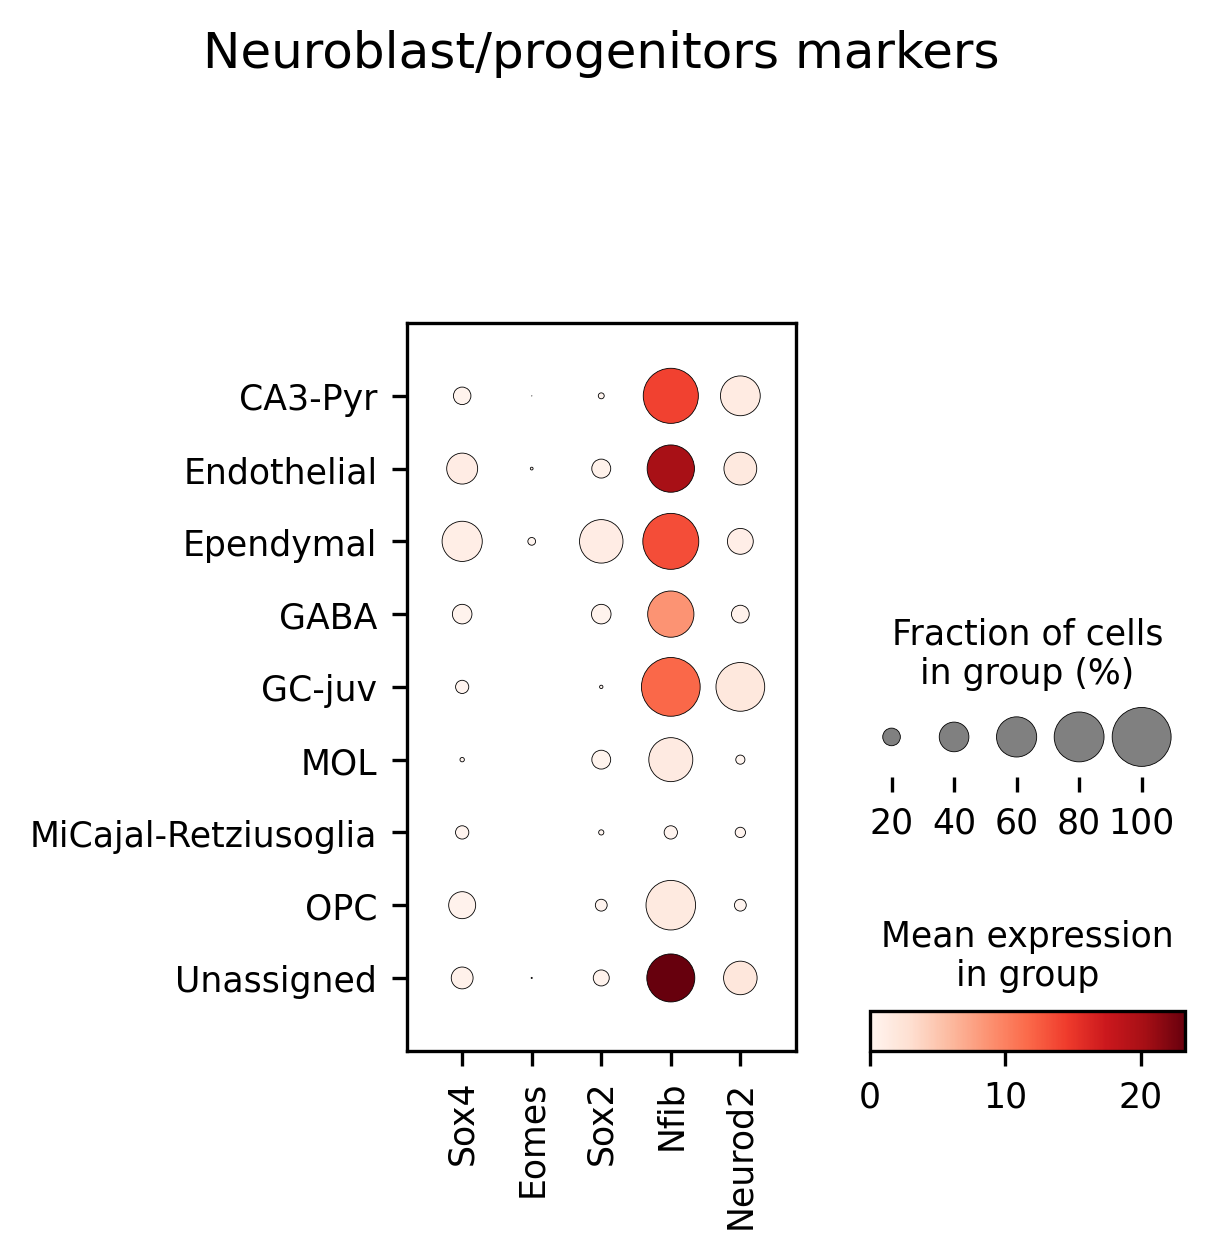 Neuroblast/progenitors markers
CA3-Pyr
Endothelial
Ependymal
GABA
GC-juv
MOL
MiCajal-Retziusoglia
OPC
Unassigned
Sox4
Eomes
Sox2
Nfib
Neurod2
Fraction of cells
in group (%)
20 40 60 80 100
Mean expression
in group
0 10 20